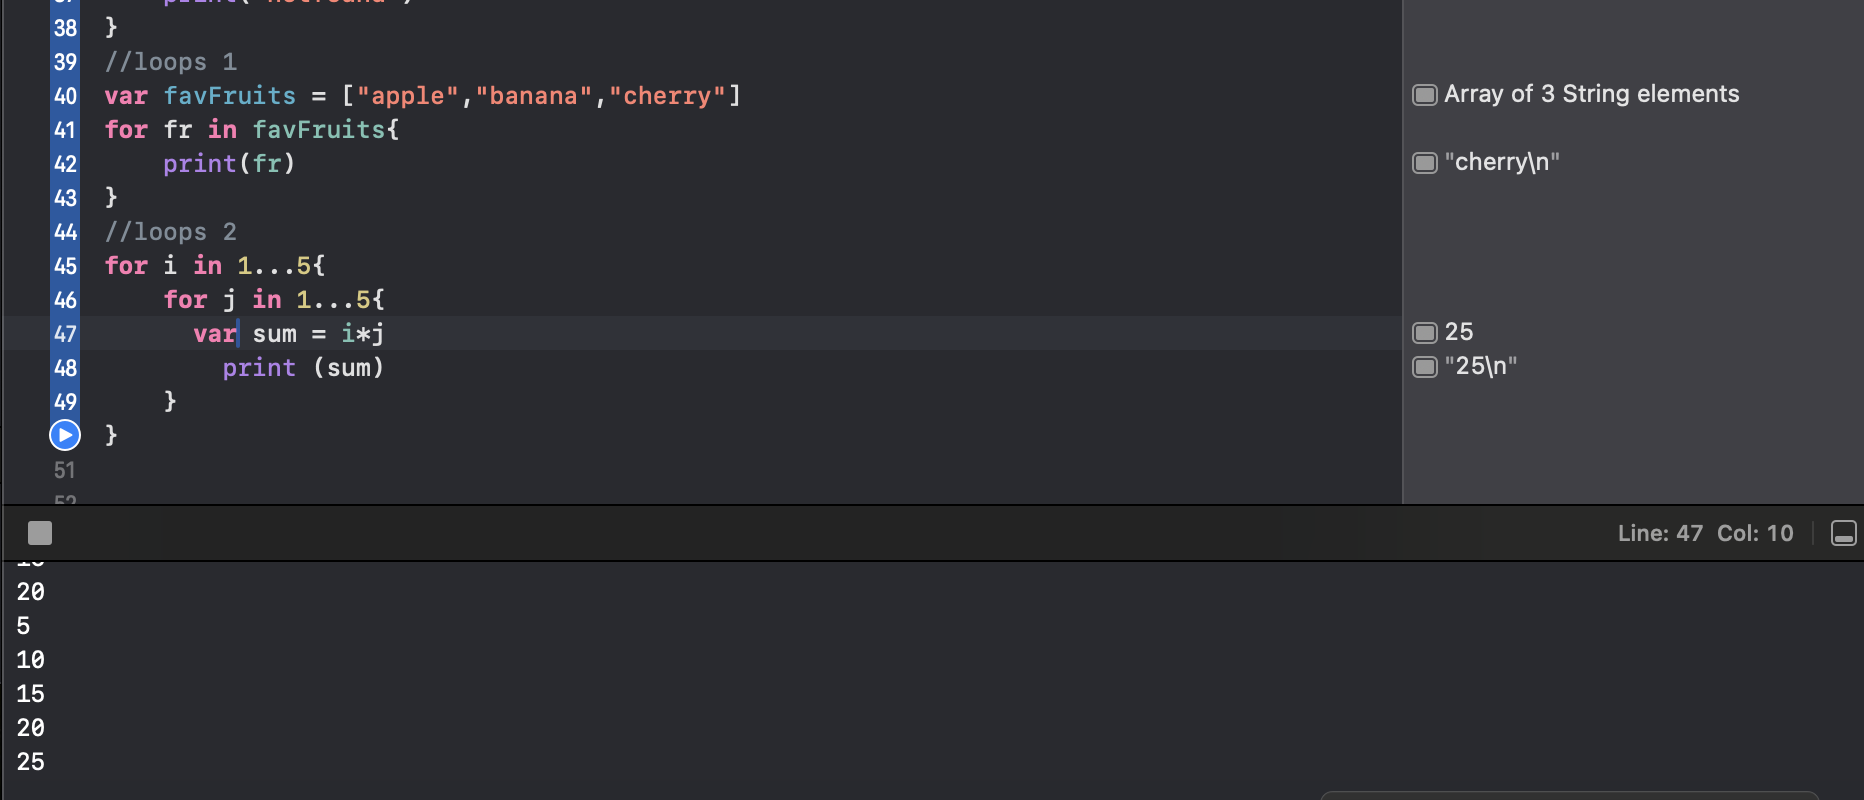 38 }
39 //loops 1
40 var favFruits = ["apple","banana","cherry"] Array of 3 String elements
41 for fr in favFruits{
42     print(fr) "cherry\n"
43 }
44 //loops 2
45 for i in 1...5{
46     for j in 1...5{
47       var sum = i*j 25
48         print (sum) "25\n"
49     }
}
51
Line: 47 Col: 10
20
5
10
15
20
25